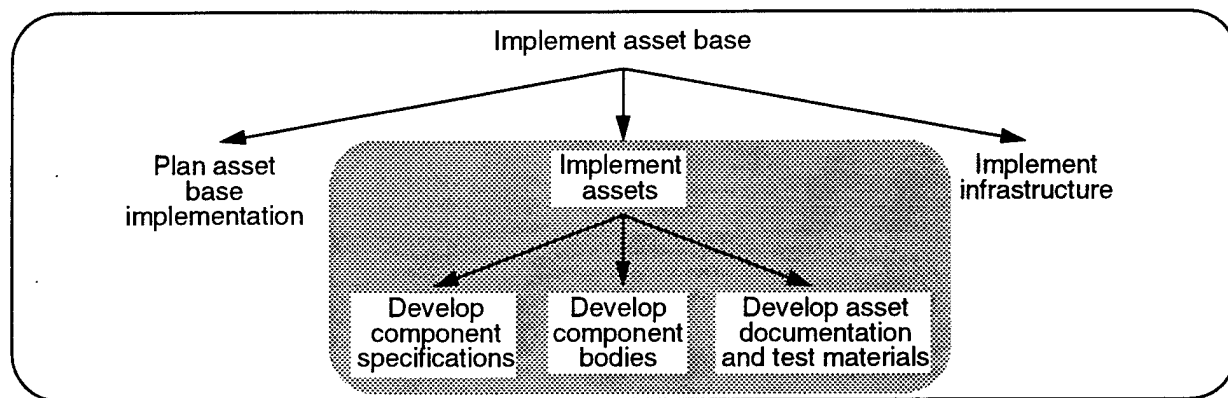 Implement asset base
Plan asset
base
implementation
Implement
assets
Implement
infrastructure
Develop
component
specifications
Develop
component
bodies
Develop asset
documentation
and test materials